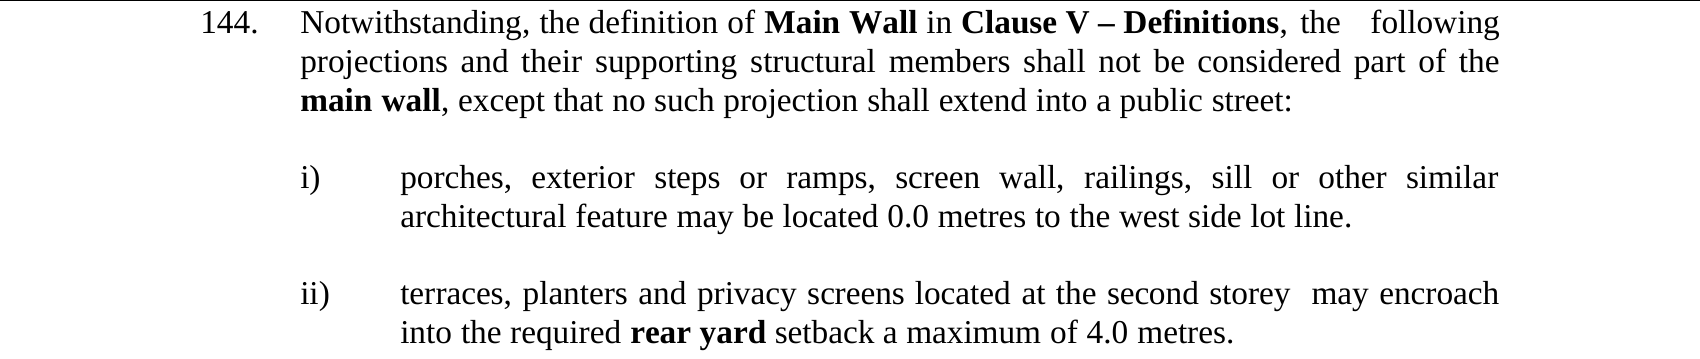 144. Notwithstanding, the definition of Main Wall in Clause V – Definitions, the following
projections and their supporting structural members shall not be considered part of the
main wall, except that no such projection shall extend into a public street:
i) porches, exterior steps or ramps, screen wall, railings, sill or other similar
architectural feature may be located 0.0 metres to the west side lot line.
ii) terraces, planters and privacy screens located at the second storey may encroach
into the required rear yard setback a maximum of 4.0 metres.